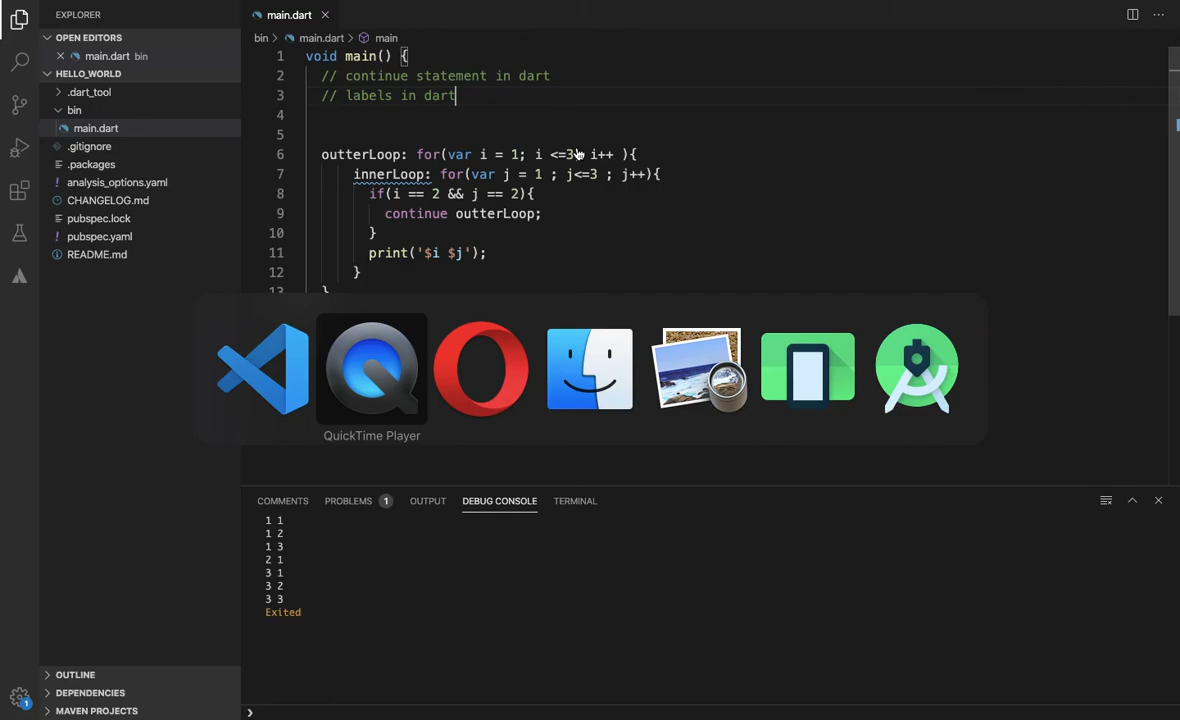 EXPLORER
OPEN EDITORS
main.dart bin
HELLO_WORLD
.dart_tool
bin
main.dart
.gitignore
.packages
analysis_options.yaml
CHANGELOG.md
pubspec.lock
pubspec.yaml
README.md
OUTLINE
DEPENDENCIES
MAVEN PROJECTS
1
main.dart
bin > main.dart > main
1 void main() {
2 // continue statement in dart
3 // labels in dart
4
5
6 outterLoop: for(var i = 1; i <=3; i++ ){
7 innerLoop: for(var j = 1 ; j<=3 ; j++){
8 if(i == 2 && j == 2){
9 continue outterLoop;
10 }
11 print('$i $j');
12 }
13 }
QuickTime Player
COMMENTS PROBLEMS 1 OUTPUT DEBUG CONSOLE TERMINAL
1 1
1 2
1 3
2 1
3 1
3 2
3 3
Exited